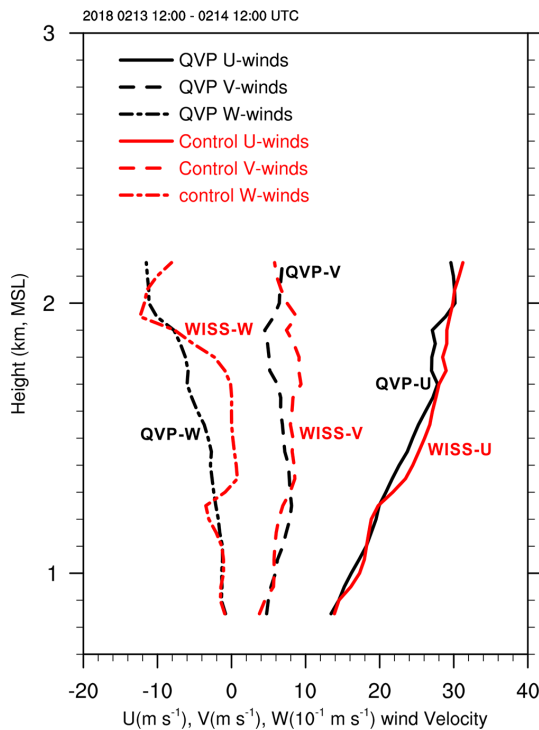 2018 0213 12:00 - 0214 12:00 UTC
3
QVP U-winds
QVP V-winds
QVP W-winds
Control U-winds
Control V-winds
control W-winds
QVP-V
2
WISS-W
QVP-U
QVP-W
WISS-V
WISS-U
Height (km, MSL)
1
-20
-10
0
10
20
30
40
U(m s⁻¹), V(m s⁻¹), W(10⁻¹ m s⁻¹) wind Velocity